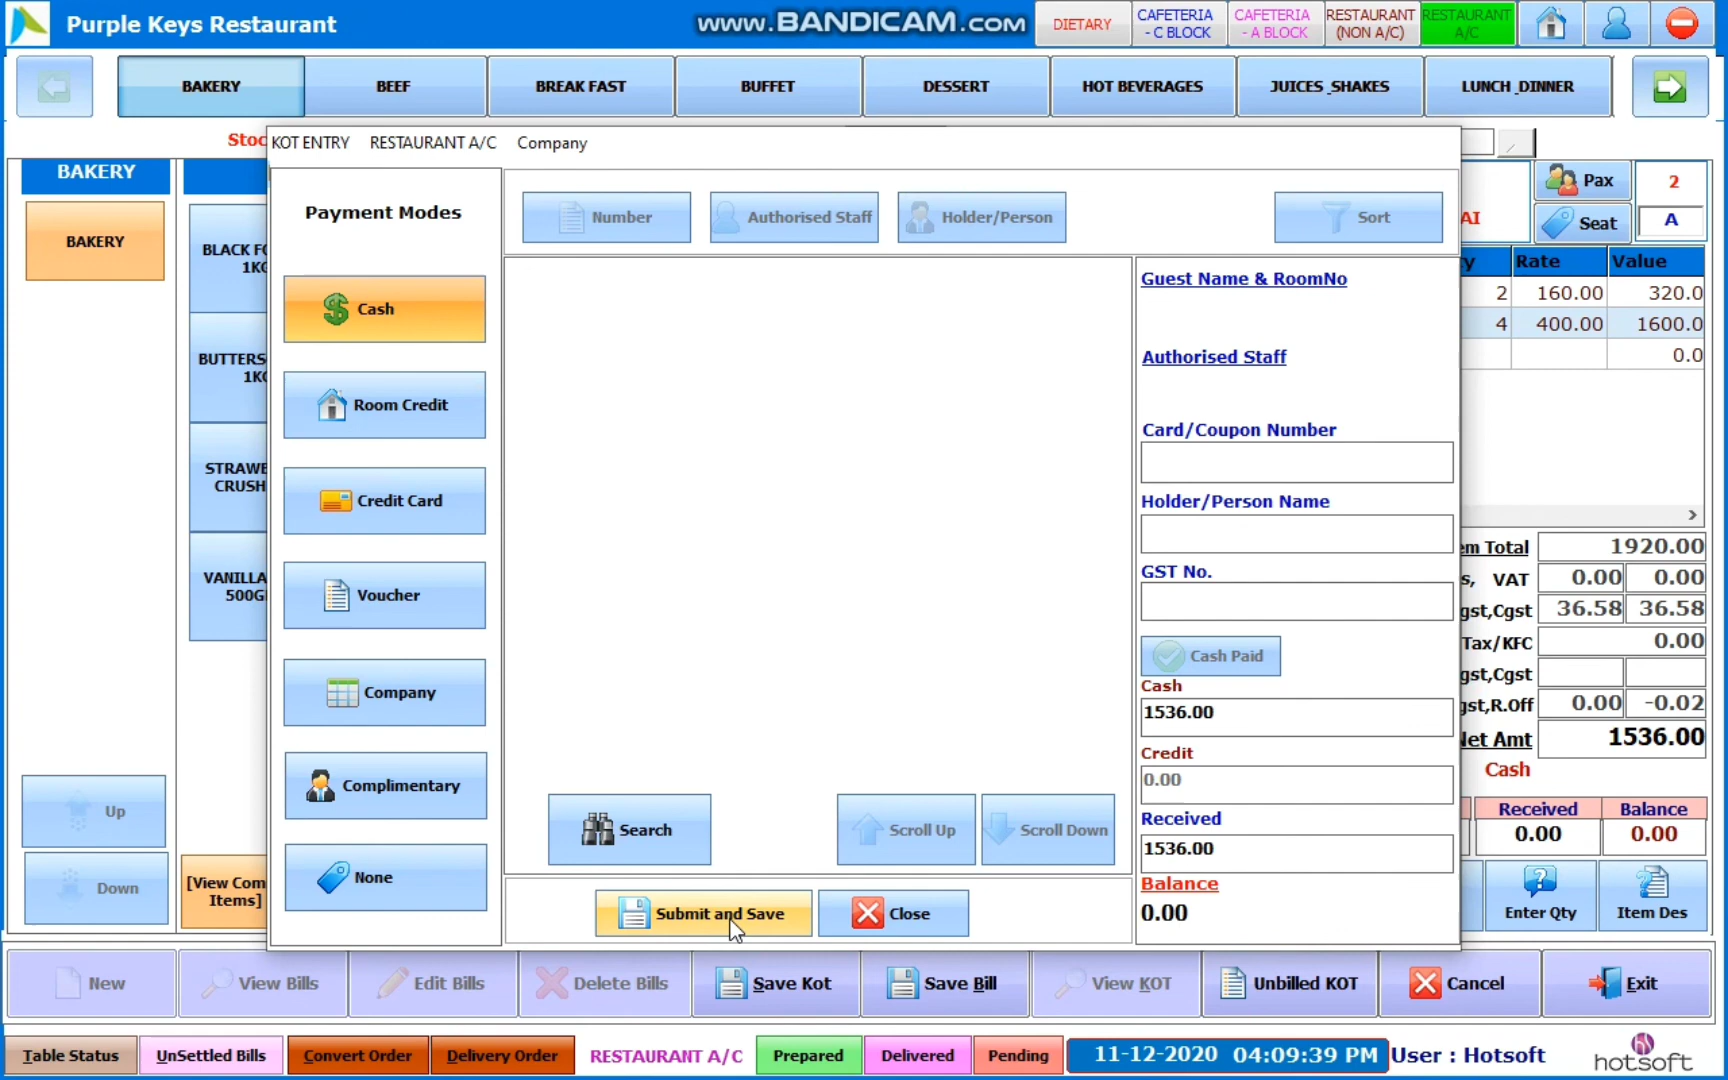 Purple Keys Restaurant
www.BANDICAM.com
DIETARY
CAFETERIA
- C BLOCK
CAFETERIA
- A BLOCK
RESTAURANT
(NON A/C)
RESTAURANT
A/C
BAKERY
BEEF
BREAK FAST
BUFFET
DESSERT
HOT BEVERAGES
JUICES_SHAKES
LUNCH_DINNER
Stoc
KOT ENTRY RESTAURANT A/C Company
BAKERY
BAKERY
BLACK FO
1KG
BUTTERS
1KG
STRAWBE
CRUSH
VANILLA
500G
Up
Down
[View Com
Items]
Payment Modes
Cash
Room Credit
Credit Card
Voucher
Company
Complimentary
None
Number
Authorised Staff
Holder/Person
Sort
Search
Scroll Up
Scroll Down
Submit and Save
Close
Guest Name & RoomNo
Authorised Staff
Card/Coupon Number
Holder/Person Name
GST No.
Cash Paid
Cash
1536.00
Credit
0.00
Received
1536.00
Balance
0.00
AI
Pax
2
Seat
A
y Rate Value
2 160.00 320.0
4 400.00 1600.0
0.0
em Total 1920.00
s, VAT 0.00 0.00
gst,Cgst 36.58 36.58
Tax/KFC 0.00
gst,Cgst
gst,R.Off 0.00 -0.02
Net Amt 1536.00
Cash
Received Balance
0.00 0.00
Enter Qty
Item Des
New
View Bills
Edit Bills
Delete Bills
Save Kot
Save Bill
View KOT
Unbilled KOT
Cancel
Exit
Table Status
UnSettled Bills
Convert Order
Delivery Order
RESTAURANT A/C
Prepared
Delivered
Pending
11-12-2020 04:09:39 PM
User : Hotsoft
hotsoft